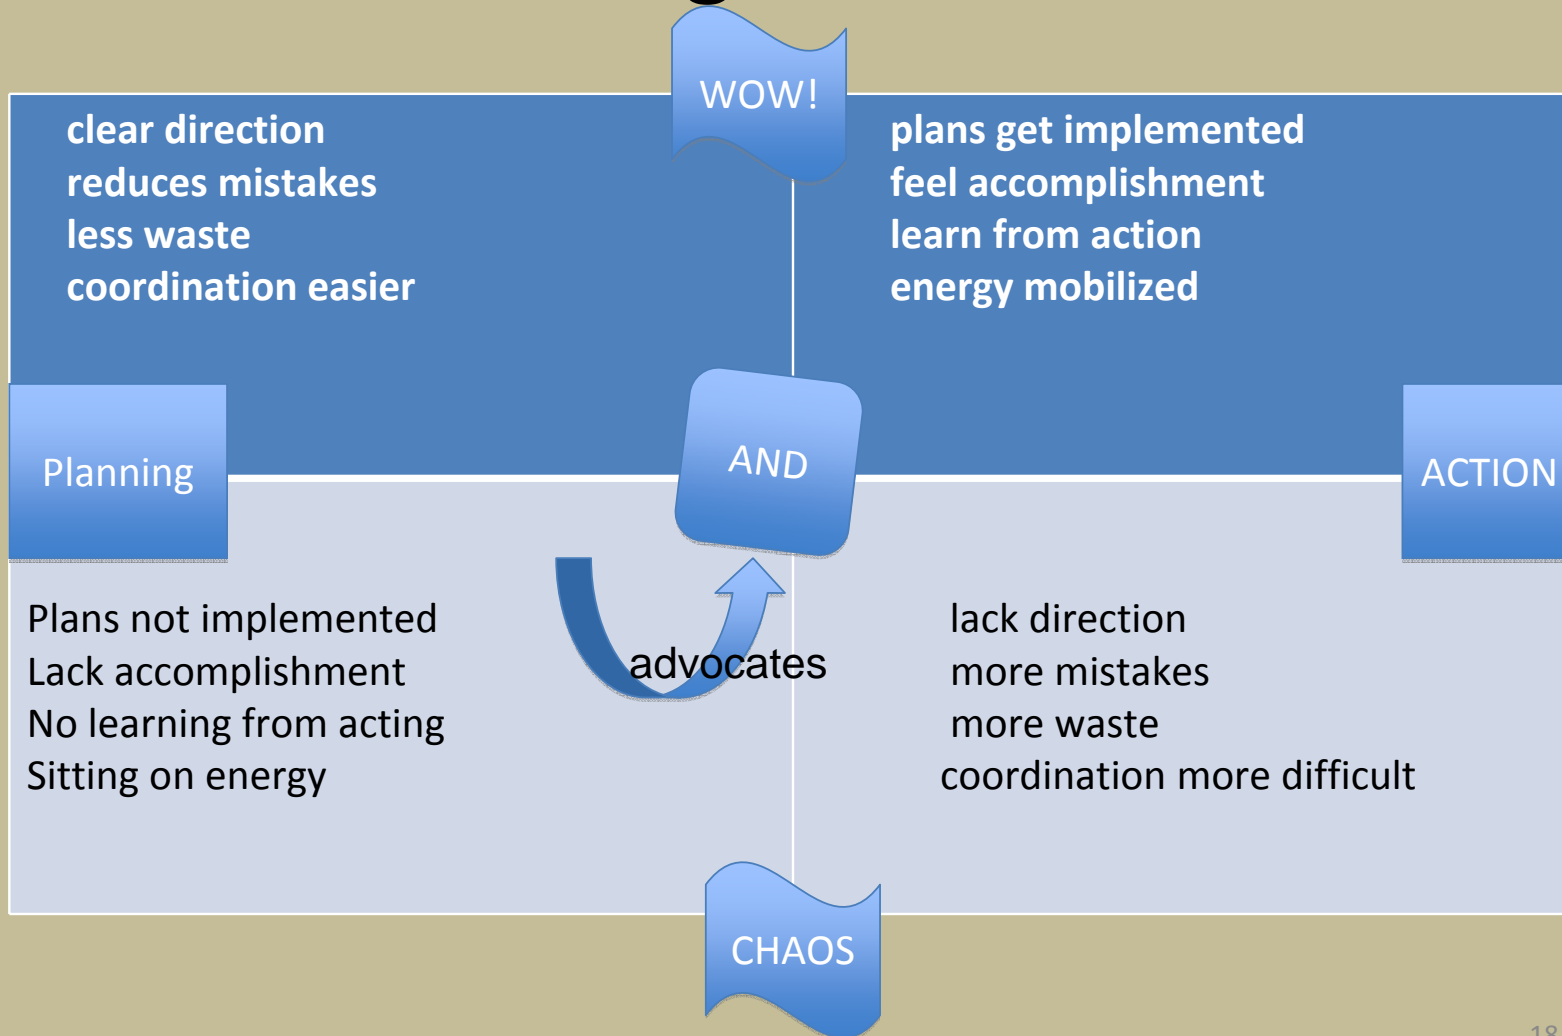 WOW!
clear direction
reduces mistakes
less waste
coordination easier
plans get implemented
feel accomplishment
learn from action
energy mobilized
Planning
AND
ACTION
Plans not implemented
Lack accomplishment
No learning from acting
Sitting on energy
advocates
lack direction
more mistakes
more waste
coordination more difficult
CHAOS
18